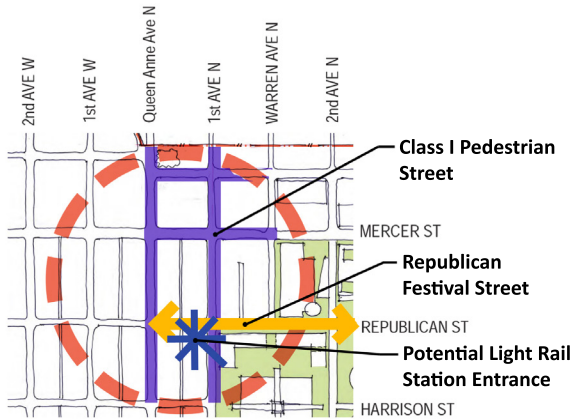 2nd AVE W
1st AVE W
Queen Anne Ave N
1st AVE N
WARREN AVE N
2nd AVE N
Class I Pedestrian
Street
MERCER ST
Republican
Festival Street
REPUBLICAN ST
Potential Light Rail
Station Entrance
HARRISON ST